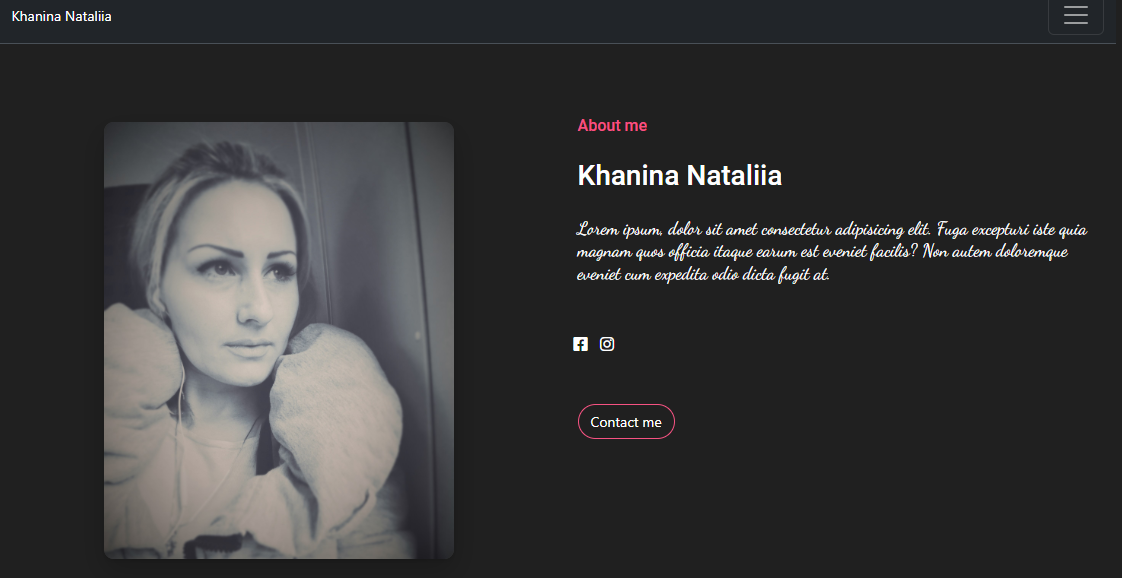 Khanina Nataliia
About me
Khanina Nataliia
Lorem ipsum, dolor sit amet consectetur adipisicing elit. Fuga excepturi iste quia
magnam quos officia itaque earum est eveniet facilis? Non autem doloremque
eveniet cum expedita odio dicta fugit at.
Contact me